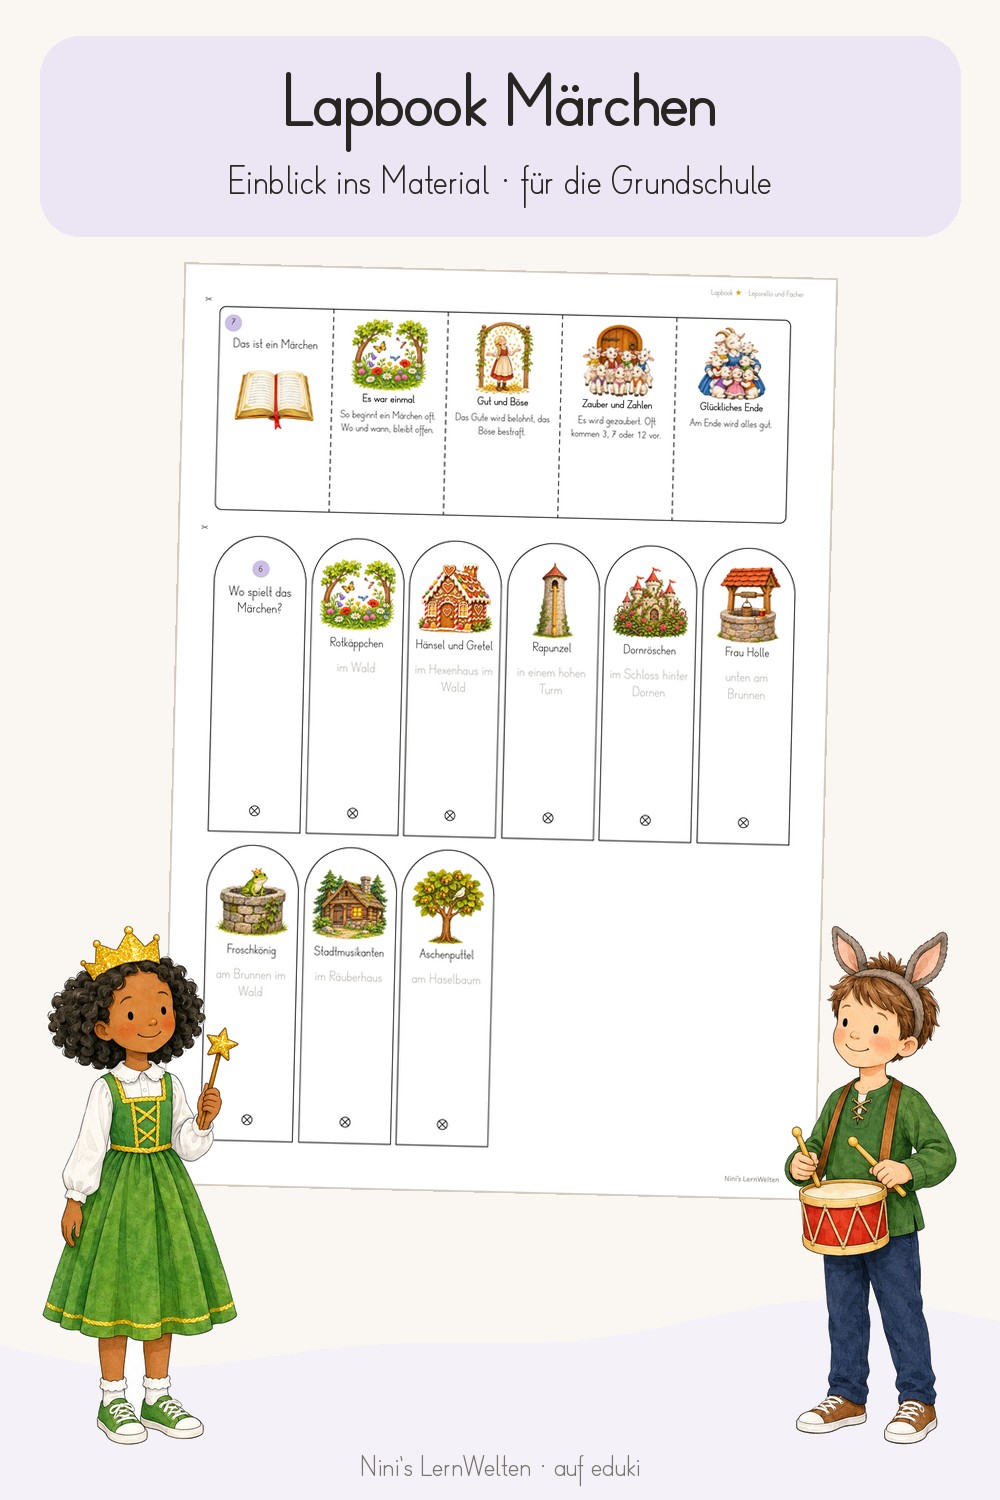 Lapbook Märchen
Einblick ins Material · für die Grundschule
Lapbook ★ · Leporello und Fächer
7
Das ist ein Märchen
Es war einmal
So beginnt ein Märchen oft.
Wo und wann, bleibt offen.
Gut und Böse
Das Gute wird belohnt, das
Böse bestraft.
Zauber und Zahlen
Es wird gezaubert. Oft
kommen 3, 7 oder 12 vor.
Glückliches Ende
Am Ende wird alles gut.
6
Wo spielt das
Märchen?
Rotkäppchen
im Wald
Hänsel und Gretel
im Hexenhaus im
Wald
Rapunzel
in einem hohen
Turm
Dornröschen
im Schloss hinter
Dornen
Frau Holle
unten am
Brunnen
Froschkönig
am Brunnen im
Wald
Stadtmusikanten
im Räuberhaus
Aschenputtel
am Haselbaum
Nini's LernWelten
Nini's LernWelten · auf eduki